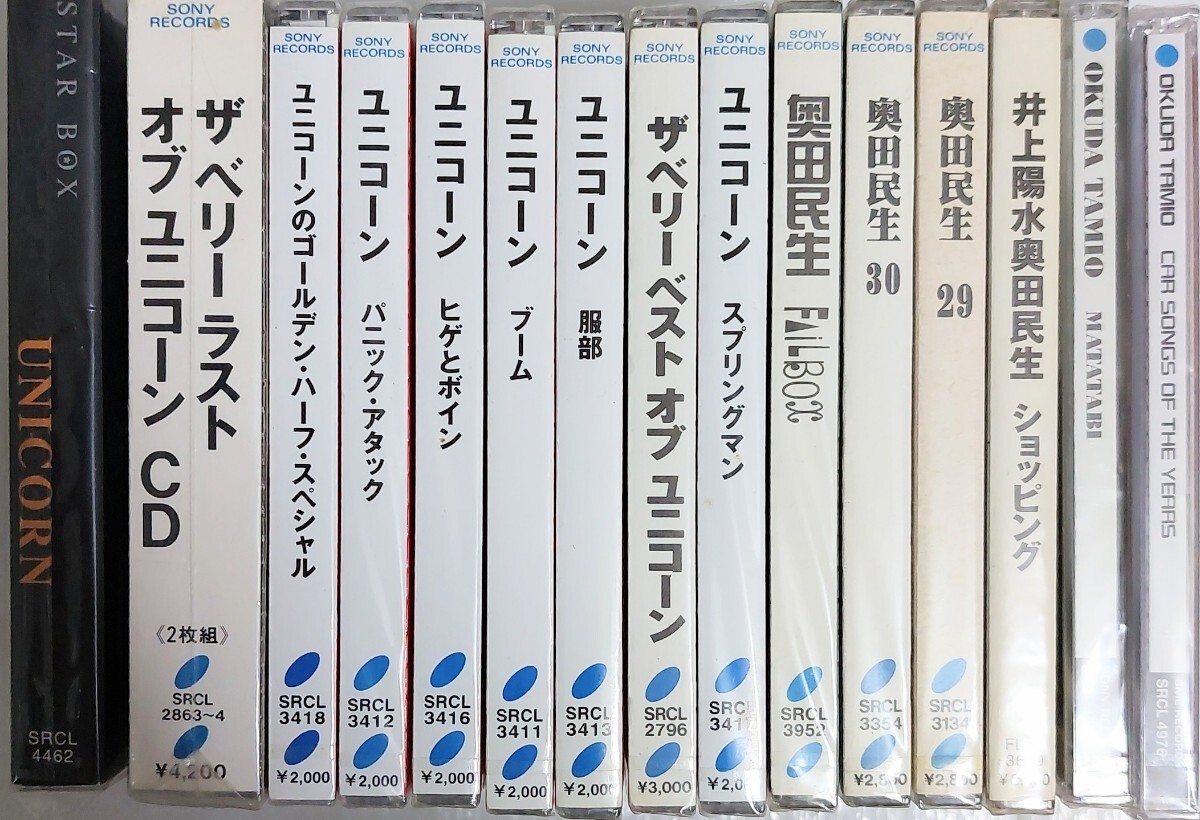 STAR BOX
UNICORN
SRCL
4462
SONY
RECORDS
ザ ベリー ラスト
オブ ユニコーン CD
《2枚組》
SRCL
2863~4
¥4,200
SONY
RECORDS
ユニコーンのゴールデン・ハーフ・スペシャル
SRCL
3418
¥2,000
SONY
RECORDS
ユニコーン パニック・アタック
SRCL
3412
¥2,000
SONY
RECORDS
ユニコーン ヒゲとボイン
SRCL
3416
¥2,000
SONY
RECORDS
ユニコーン ブーム
SRCL
3411
¥2,000
SONY
RECORDS
ユニコーン 服部
SRCL
3413
¥2,000
SONY
RECORDS
ザ ベリー ベスト オブ ユニコーン
SRCL
2796
¥3,000
SONY
RECORDS
ユニコーン スプリングマン
SRCL
3417
SONY
RECORDS
奥田民生 FAiLBOX
SRCL
3952
SONY
RECORDS
奥田民生 30
SRCL
3354
SONY
RECORDS
奥田民生 29
SRCL
3134
井上陽水奥田民生 ショッピング
OKUDA TAMIO MATATABI
OKUDA TAMIO CAR SONGS OF THE YEARS
SRCL 4976